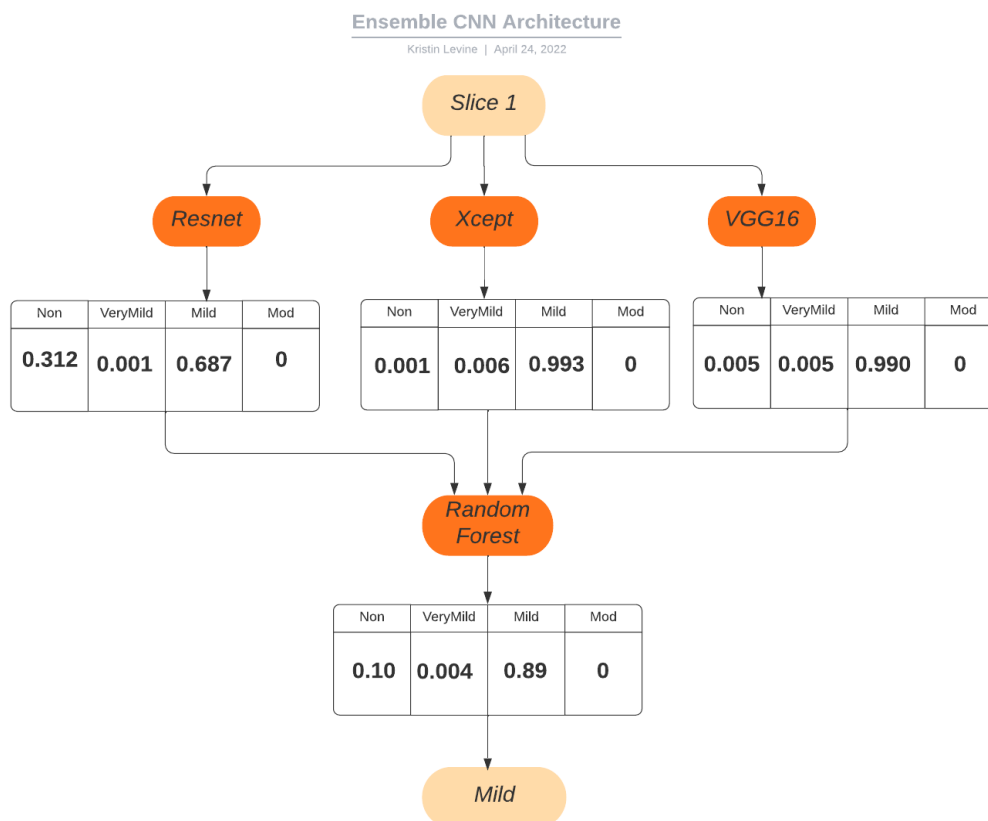 Ensemble CNN Architecture
Kristin Levine | April 24, 2022
Slice 1
Resnet
Xcept
VGG16
Non VeryMild Mild Mod
0.312 0.001 0.687 0
Non VeryMild Mild Mod
0.001 0.006 0.993 0
Non VeryMild Mild Mod
0.005 0.005 0.990 0
Random
Forest
Non VeryMild Mild Mod
0.10 0.004 0.89 0
Mild